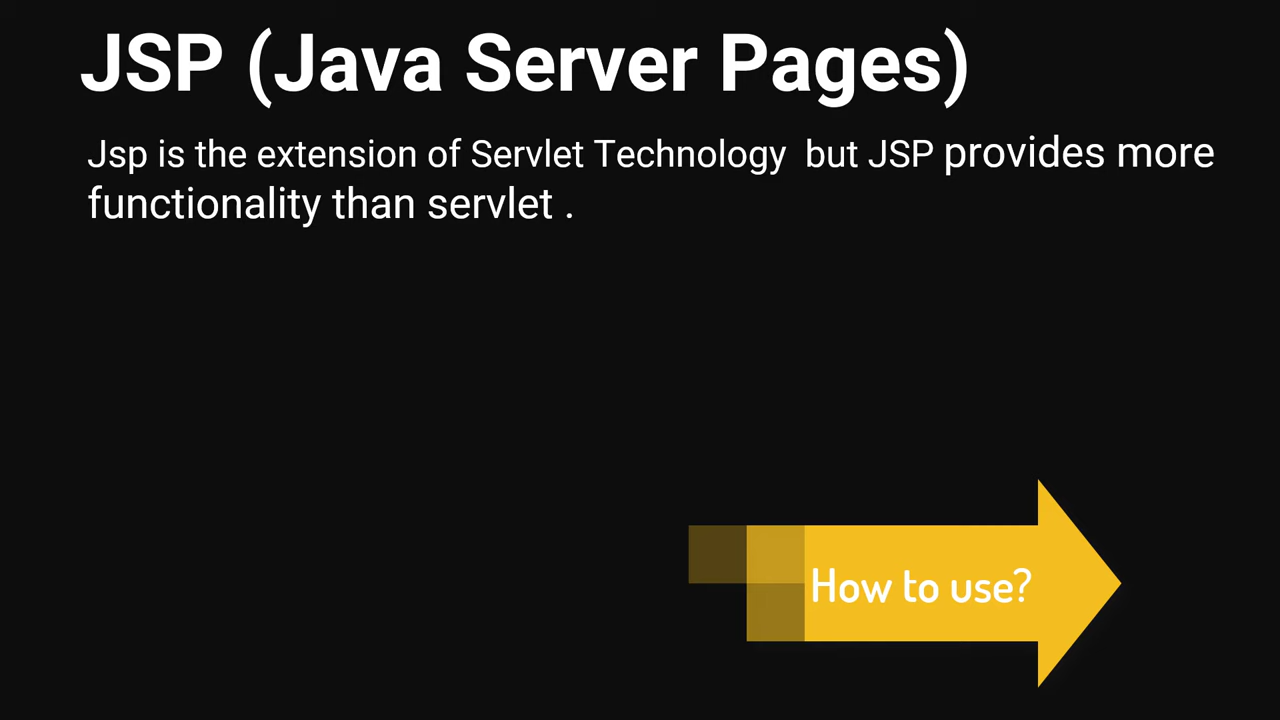 JSP (Java Server Pages)
Jsp is the extension of Servlet Technology  but JSP provides more
functionality than servlet .
How to use?